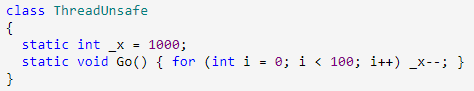 class ThreadUnsafe
{
  static int _x = 1000;
  static void Go() { for (int i = 0; i < 100; i++) _x--; }
}